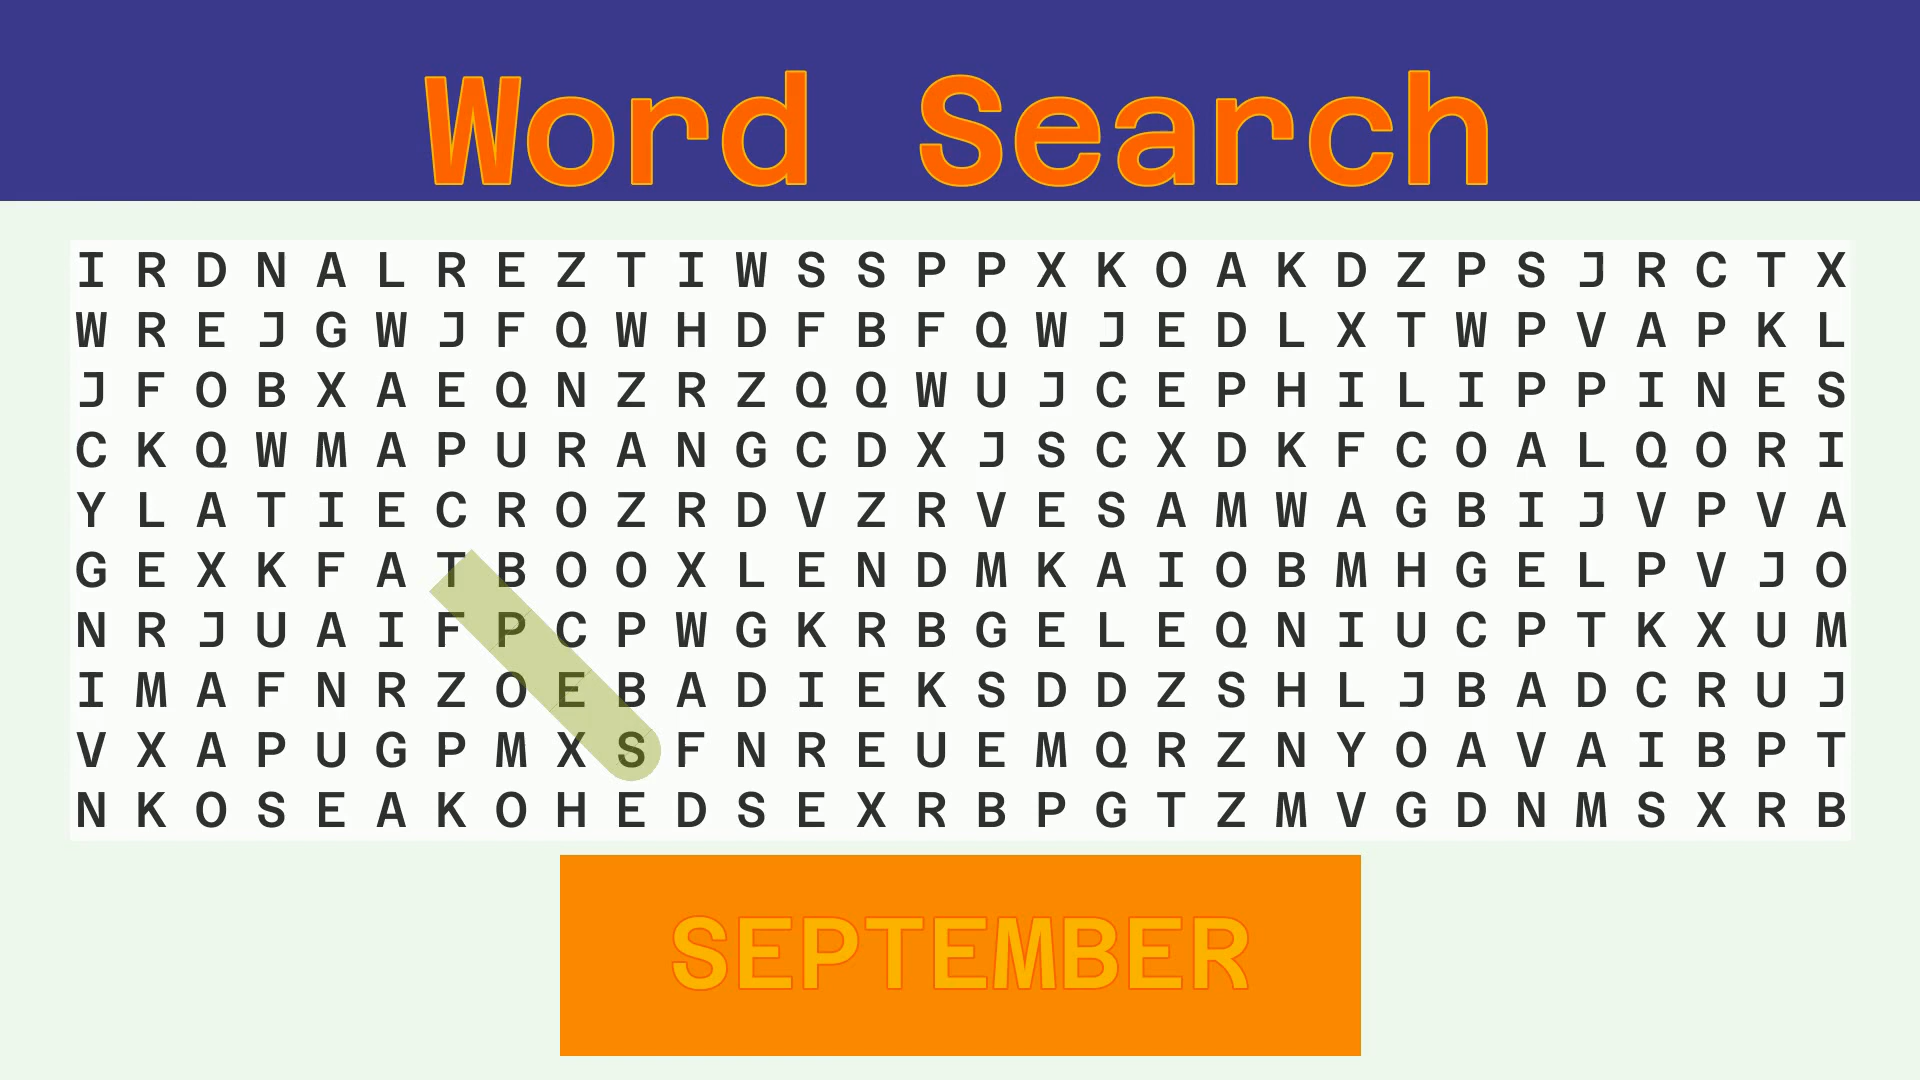 Word Search
I R D N A L R E Z T I W S S P P X K O A K D Z P S J R C T X
W R E J G W J F Q W H D F B F Q W J E D L X T W P V A P K L
J F O B X A E Q N Z R Z Q Q W U J C E P H I L I P P I N E S
C K Q W M A P U R A N G C D X J S C X D K F C O A L Q O R I
Y L A T I E C R O Z R D V Z R V E S A M W A G B I J V P V A
G E X K F A T B O O X L E N D M K A I O B M H G E L P V J O
N R J U A I F P C P W G K R B G E L E Q N I U C P T K X U M
I M A F N R Z O E B A D I E K S D D Z S H L J B A D C R U J
V X A P U G P M X S F N R E U E M Q R Z N Y O A V A I B P T
N K O S E A K O H E D S E X R B P G T Z M V G D N M S X R B
SEPTEMBER